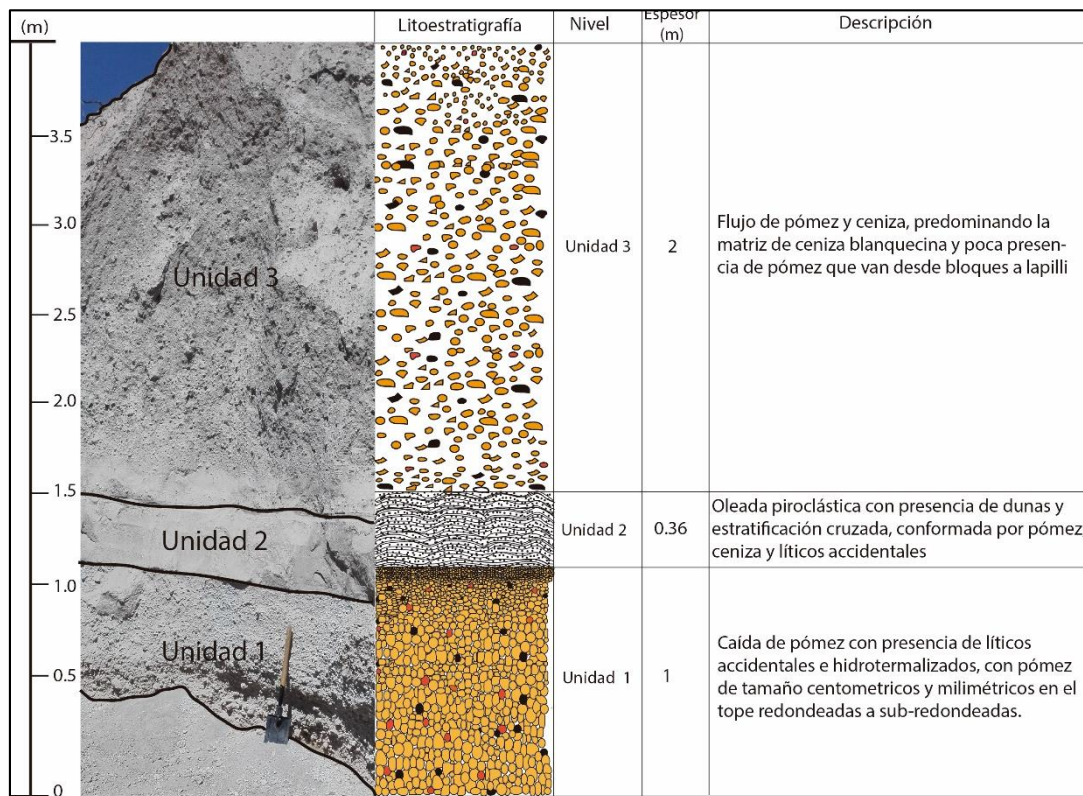 (m)
Litoestratigrafía
Nivel
Espesor
(m)
Descripción
3.5
3.0
2.5
2.0
1.5
1.0
0.5
0
Unidad 3
Unidad 2
Unidad 1
Unidad 3
2
Flujo de pómez y ceniza, predominando la
matriz de ceniza blanquecina y poca presen-
cia de pómez que van desde bloques a lapilli
Unidad 2
0.36
Oleada piroclástica con presencia de dunas y
estratificación cruzada, conformada por pómez
ceniza y líticos accidentales
Unidad 1
1
Caída de pómez con presencia de líticos
accidentales e hidrotermalizados, con pómez
de tamaño centometricos y milimétricos en el
tope redondeadas a sub-redondeadas.